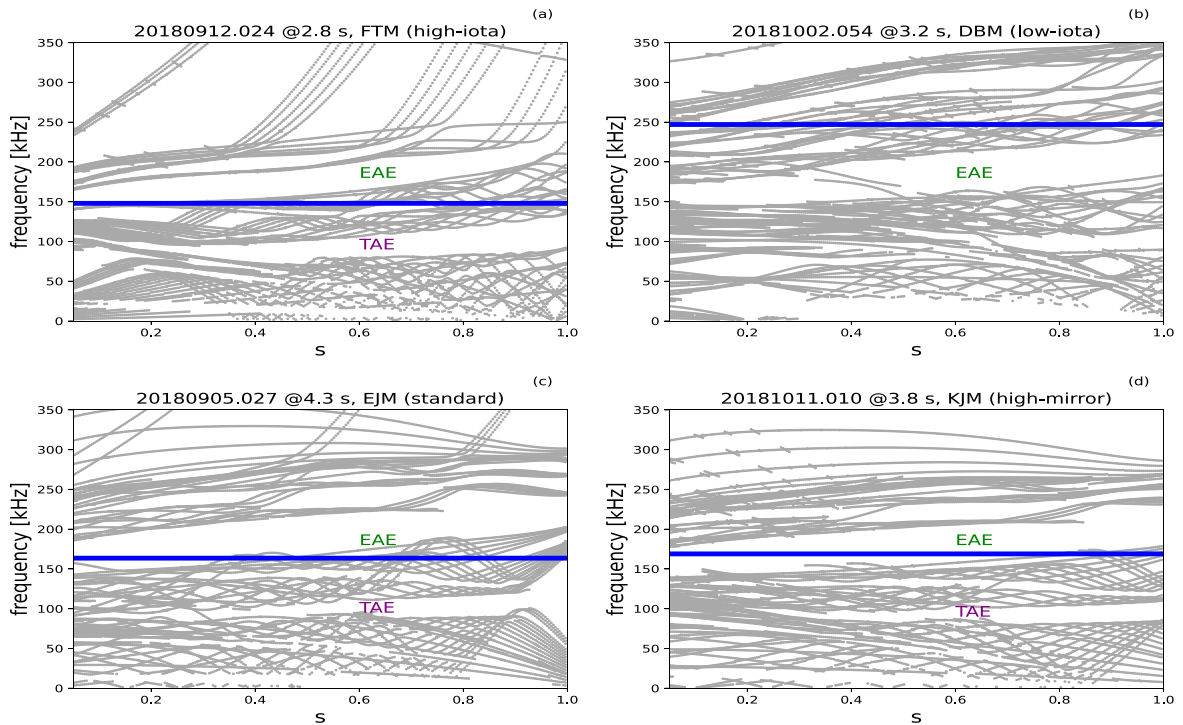 (a)
20180912.024 @2.8 s, FTM (high-iota)
350
300
250
200
150
100
50
0
frequency [kHz]
EAE
TAE
0.2
0.4
0.6
0.8
1.0
s
(b)
20181002.054 @3.2 s, DBM (low-iota)
350
300
250
200
150
100
50
0
frequency [kHz]
EAE
0.2
0.4
0.6
0.8
1.0
s
(c)
20180905.027 @4.3 s, EJM (standard)
350
300
250
200
150
100
50
0
frequency [kHz]
EAE
TAE
0.2
0.4
0.6
0.8
1.0
s
(d)
20181011.010 @3.8 s, KJM (high-mirror)
350
300
250
200
150
100
50
0
frequency [kHz]
EAE
TAE
0.2
0.4
0.6
0.8
1.0
s